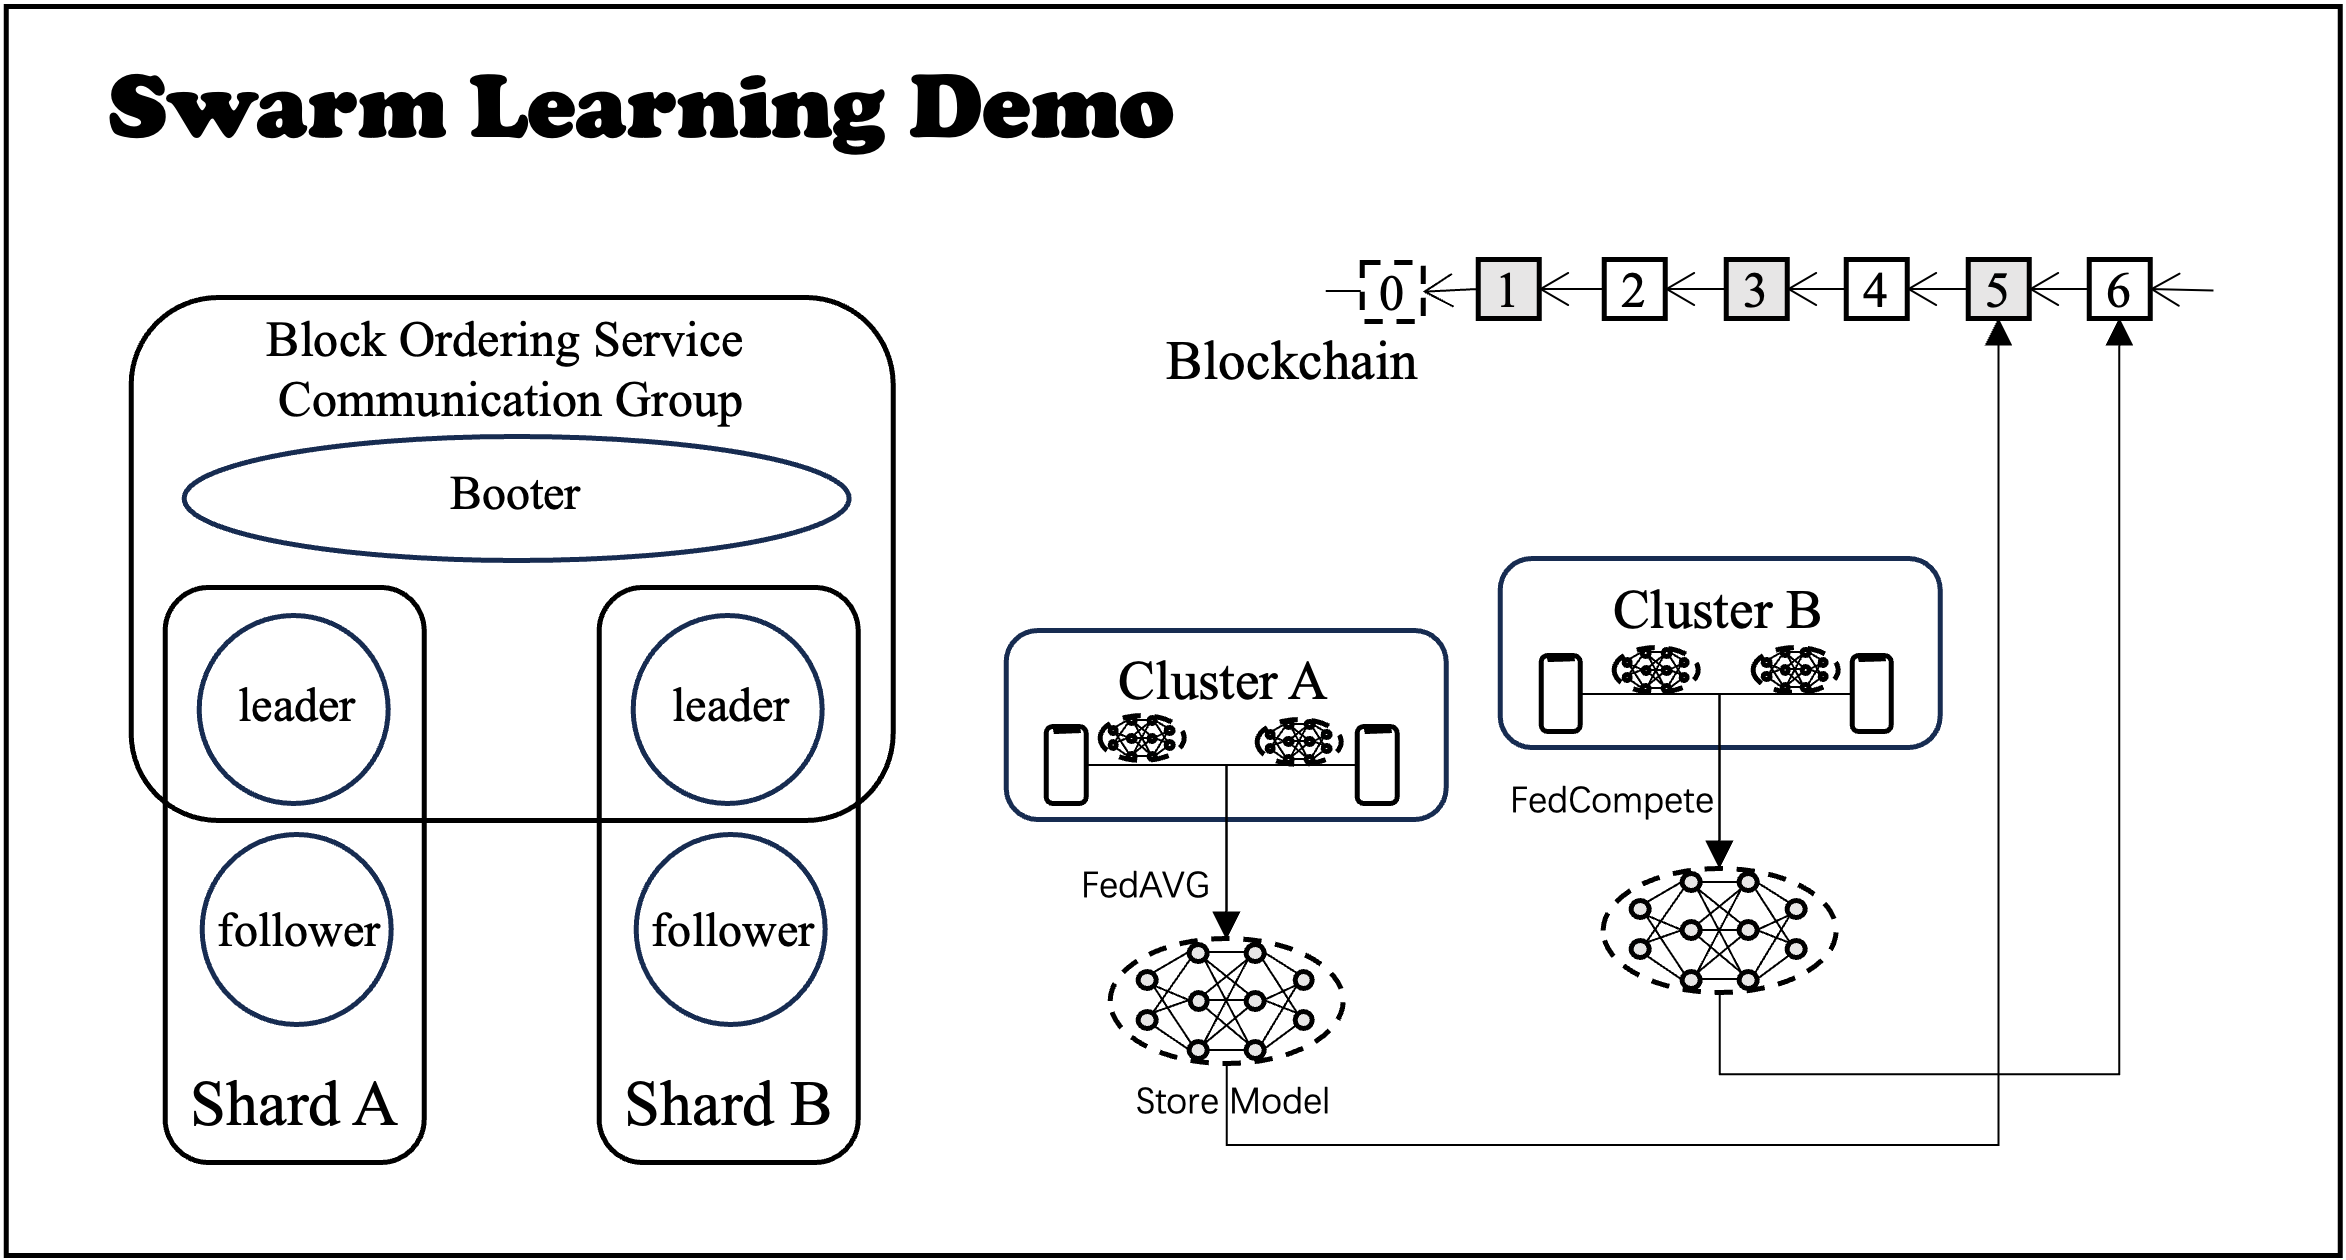 Swarm Learning Demo
Block Ordering Service
Communication Group
Booter
leader
leader
follower
follower
Shard A
Shard B
0 1 2 3 4 5 6
Blockchain
Cluster A
Cluster B
FedAVG
FedCompete
Store Model